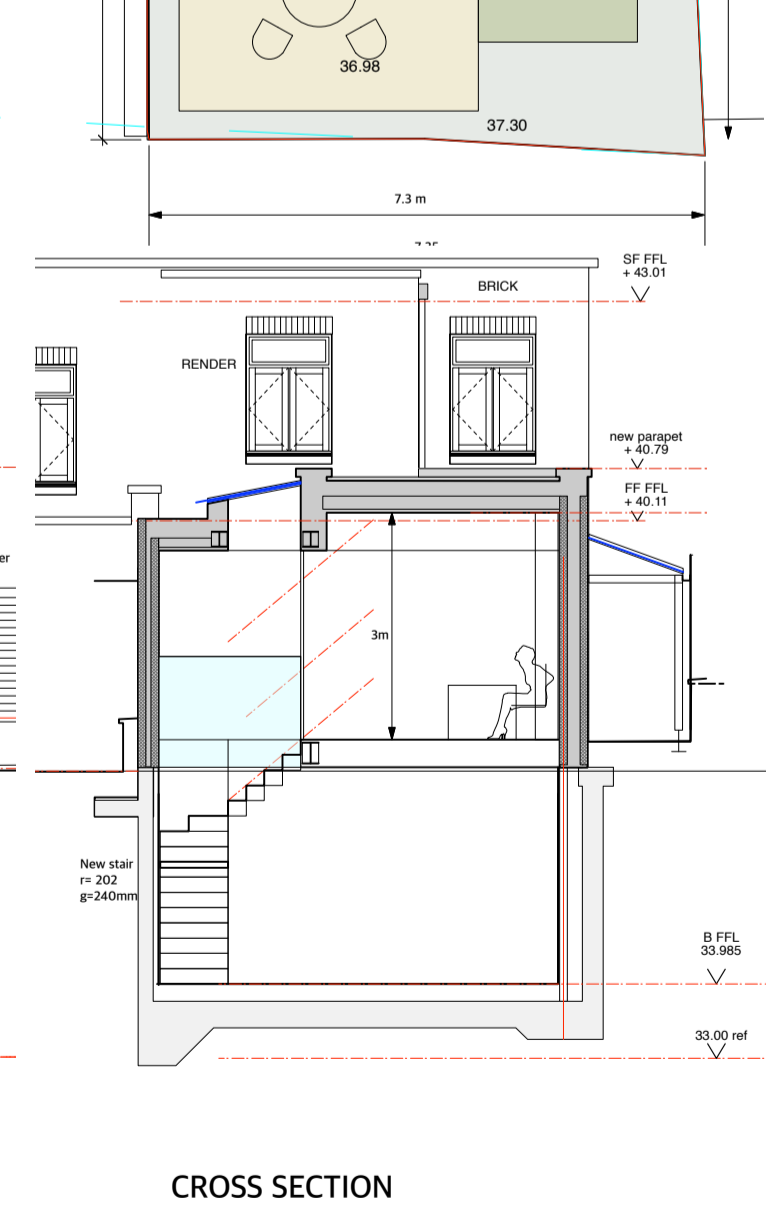 36.98
37.30
7.3 m
SF FFL
+ 43.01
BRICK
RENDER
new parapet
+ 40.79
FF FFL
+ 40.11
er
3m
New stair
r= 202
g=240mm
B FFL
33.985
33.00 ref
CROSS SECTION